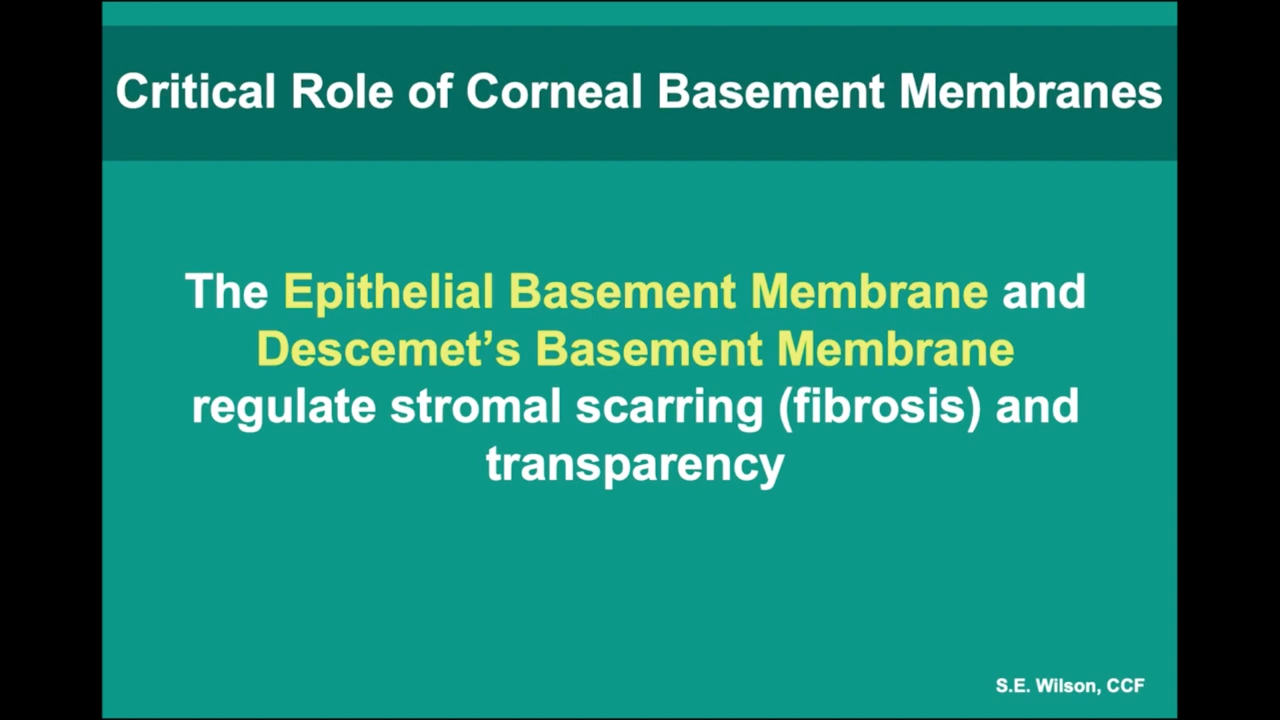 Critical Role of Corneal Basement Membranes
The Epithelial Basement Membrane and
Descemet’s Basement Membrane
regulate stromal scarring (fibrosis) and
transparency
S.E. Wilson, CCF